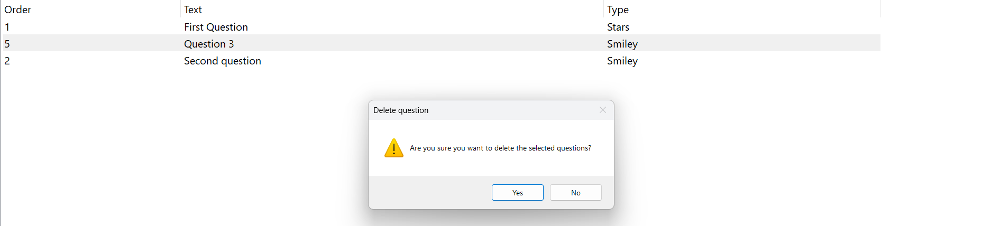 Order Text Type
1 First Question Stars
5 Question 3 Smiley
2 Second question Smiley
Delete question
Are you sure you want to delete the selected questions?
Yes No